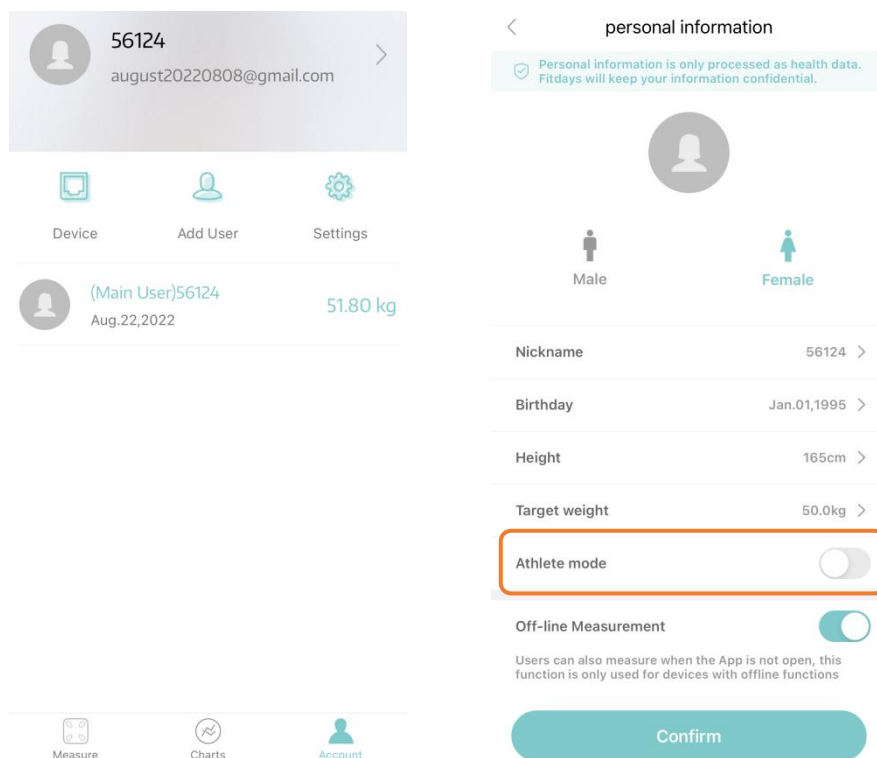 56124
august20220808@gmail.com
Device
Add User
Settings
(Main User)56124
Aug.22,2022
51.80 kg
Measure
Charts
Account
personal information
Personal information is only processed as health data.
Fitdays will keep your information confidential.
Male
Female
Nickname
56124
Birthday
Jan.01,1995
Height
165cm
Target weight
50.0kg
Athlete mode
Off-line Measurement
Users can also measure when the App is not open, this
function is only used for devices with offline functions
Confirm